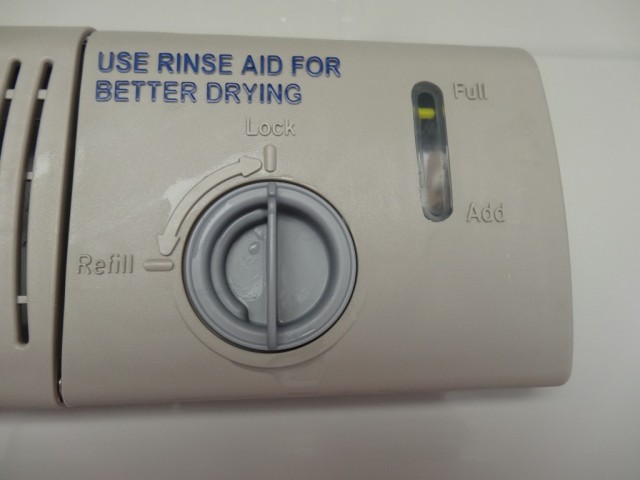 USE RINSE AID FOR
BETTER DRYING
Lock
Refill
Full
Add